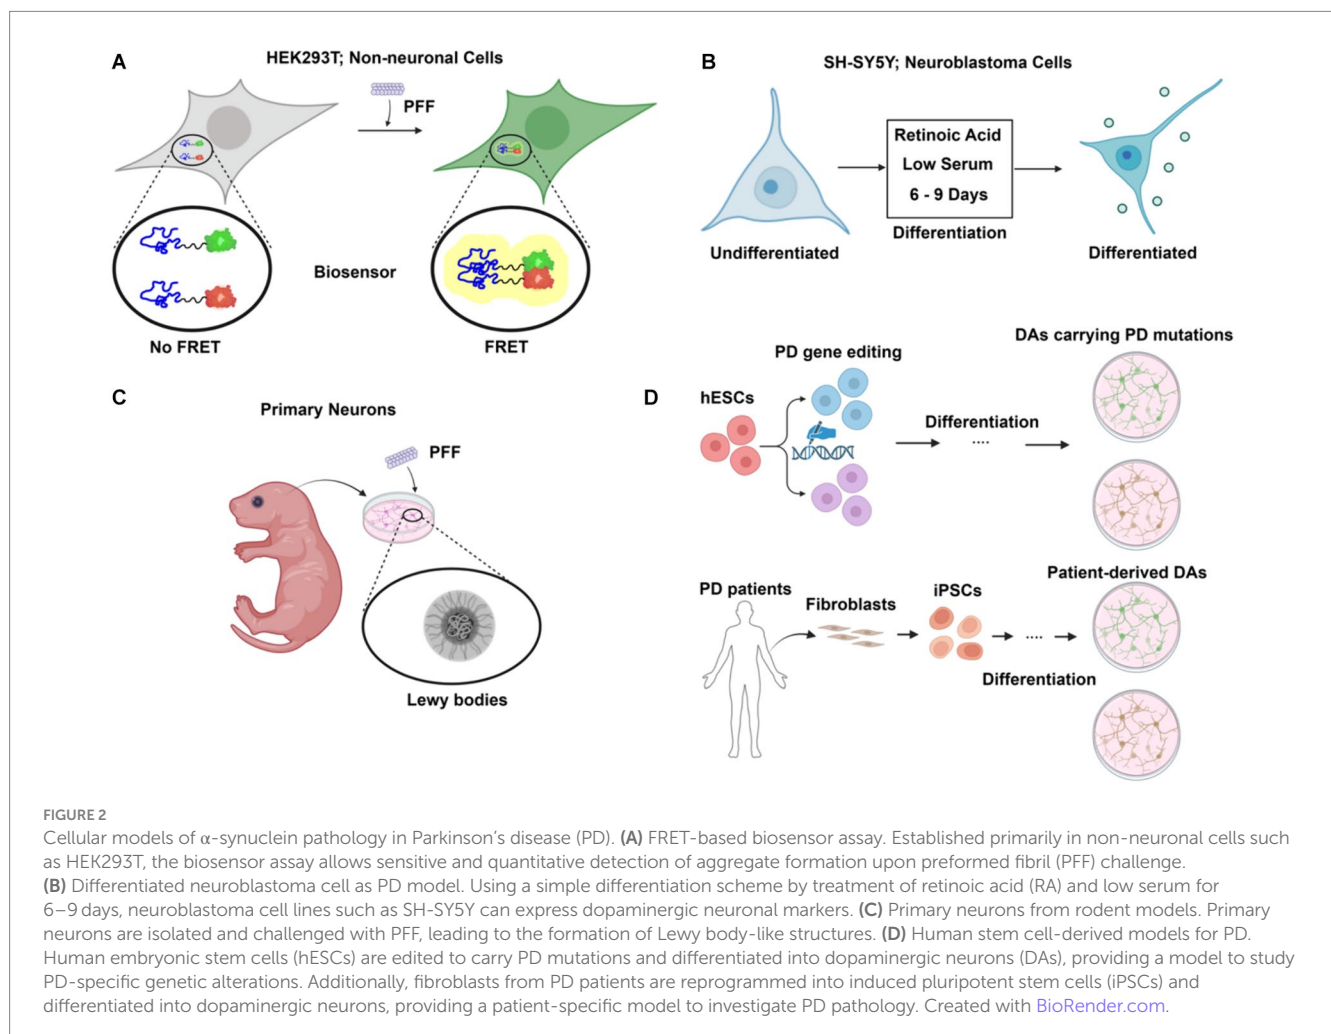 A
HEK293T; Non-neuronal Cells
PFF
Biosensor
No FRET
FRET
B
SH-SY5Y; Neuroblastoma Cells
Retinoic Acid
Low Serum
6 - 9 Days
Undifferentiated
Differentiation
Differentiated
C
Primary Neurons
PFF
Lewy bodies
D
hESCs
PD gene editing
Differentiation
....
DAs carrying PD mutations
PD patients
Fibroblasts
iPSCs
....
Differentiation
Patient-derived DAs
FIGURE 2
Cellular models of α-synuclein pathology in Parkinson's disease (PD). (A) FRET-based biosensor assay. Established primarily in non-neuronal cells such
as HEK293T, the biosensor assay allows sensitive and quantitative detection of aggregate formation upon preformed fibril (PFF) challenge.
(B) Differentiated neuroblastoma cell as PD model. Using a simple differentiation scheme by treatment of retinoic acid (RA) and low serum for
6–9 days, neuroblastoma cell lines such as SH-SY5Y can express dopaminergic neuronal markers. (C) Primary neurons from rodent models. Primary
neurons are isolated and challenged with PFF, leading to the formation of Lewy body-like structures. (D) Human stem cell-derived models for PD.
Human embryonic stem cells (hESCs) are edited to carry PD mutations and differentiated into dopaminergic neurons (DAs), providing a model to study
PD-specific genetic alterations. Additionally, fibroblasts from PD patients are reprogrammed into induced pluripotent stem cells (iPSCs) and
differentiated into dopaminergic neurons, providing a patient-specific model to investigate PD pathology. Created with BioRender.com.